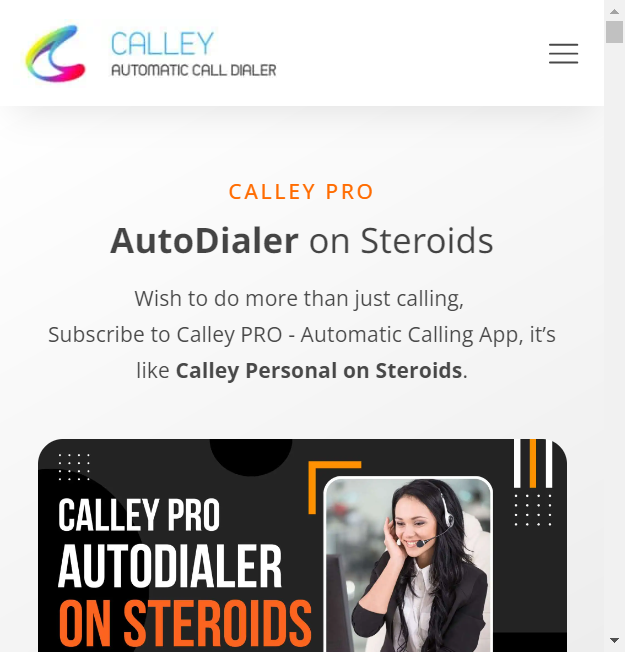 CALLEY
AUTOMATIC CALL DIALER
CALLEY PRO
AutoDialer on Steroids
Wish to do more than just calling,
Subscribe to Calley PRO - Automatic Calling App, it’s
like Calley Personal on Steroids.
CALLEY PRO
AUTODIALER
ON STEROIDS